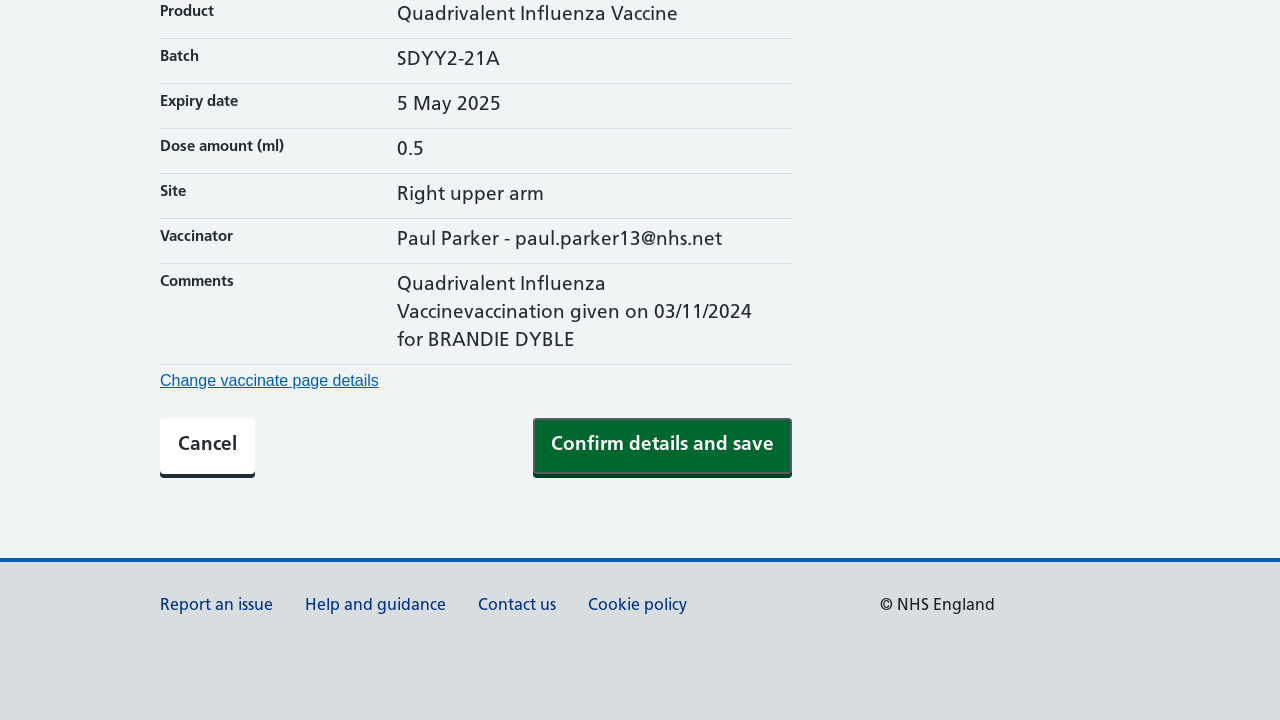 Product Quadrivalent Influenza Vaccine
Batch SDYY2-21A
Expiry date 5 May 2025
Dose amount (ml) 0.5
Site Right upper arm
Vaccinator Paul Parker - paul.parker13@nhs.net
Comments Quadrivalent Influenza
Vaccinevaccination given on 03/11/2024
for BRANDIE DYBLE
Change vaccinate page details
Cancel Confirm details and save
Report an issue Help and guidance Contact us Cookie policy © NHS England